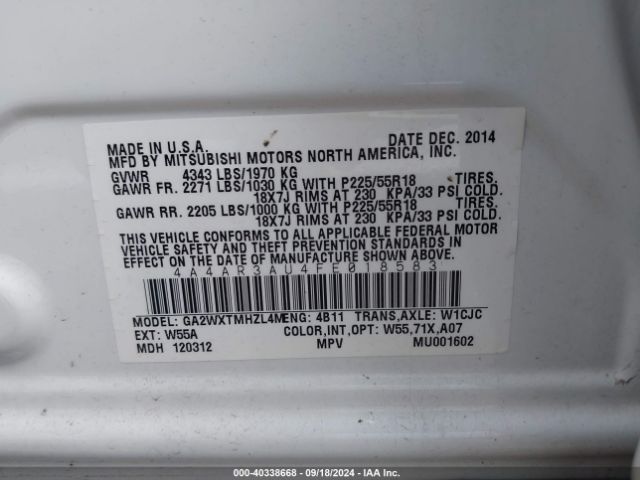 MADE IN U.S.A. DATE DEC. 2014
MFD BY MITSUBISHI MOTORS NORTH AMERICA, INC.
GVWR 4343 LBS/1970 KG
GAWR FR. 2271 LBS/1030 KG WITH P225/55R18 TIRES,
18X7J RIMS AT 230 KPA/33 PSI COLD.
GAWR RR. 2205 LBS/1000 KG WITH P225/55R18 TIRES,
18X7J RIMS AT 230 KPA/33 PSI COLD.
THIS VEHICLE CONFORMS TO ALL APPLICABLE FEDERAL MOTOR
VEHICLE SAFETY AND THEFT PREVENTION STANDARDS IN
EFFECT ON THE DATE OF MANUFACTURE SHOWN ABOVE.
4A4AR3AU4FE018583
MODEL: GA2WXTMHZL4M ENG: 4B11 TRANS,AXLE: W1CJC
EXT: W55A COLOR,INT,OPT: W55,71X,A07
MDH 120312 MPV MU001602
000-40338668 - 09/18/2024 - IAA Inc.